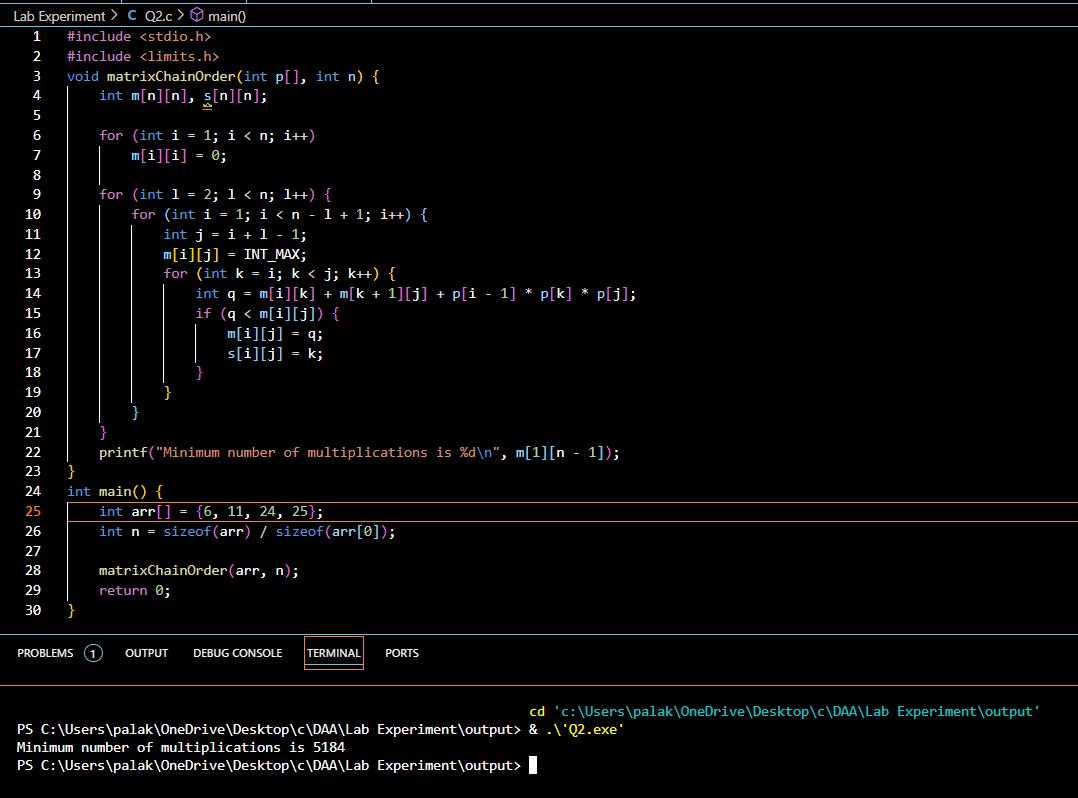 Lab Experiment > C Q2.c > main()
1 #include <stdio.h>
2 #include <limits.h>
3 void matrixChainOrder(int p[], int n) {
4     int m[n][n], s[n][n];
5
6     for (int i = 1; i < n; i++)
7         m[i][i] = 0;
8
9     for (int l = 2; l < n; l++) {
10         for (int i = 1; i < n - l + 1; i++) {
11             int j = i + l - 1;
12             m[i][j] = INT_MAX;
13             for (int k = i; k < j; k++) {
14                 int q = m[i][k] + m[k + 1][j] + p[i - 1] * p[k] * p[j];
15                 if (q < m[i][j]) {
16                     m[i][j] = q;
17                     s[i][j] = k;
18                 }
19             }
20         }
21     }
22     printf("Minimum number of multiplications is %d\n", m[1][n - 1]);
23 }
24 int main() {
25     int arr[] = {6, 11, 24, 25};
26     int n = sizeof(arr) / sizeof(arr[0]);
27
28     matrixChainOrder(arr, n);
29     return 0;
30 }
PROBLEMS 1 OUTPUT DEBUG CONSOLE TERMINAL PORTS
cd 'c:\Users\palak\OneDrive\Desktop\c\DAA\Lab Experiment\output'
PS C:\Users\palak\OneDrive\Desktop\c\DAA\Lab Experiment\output> & .\'Q2.exe'
Minimum number of multiplications is 5184
PS C:\Users\palak\OneDrive\Desktop\c\DAA\Lab Experiment\output>